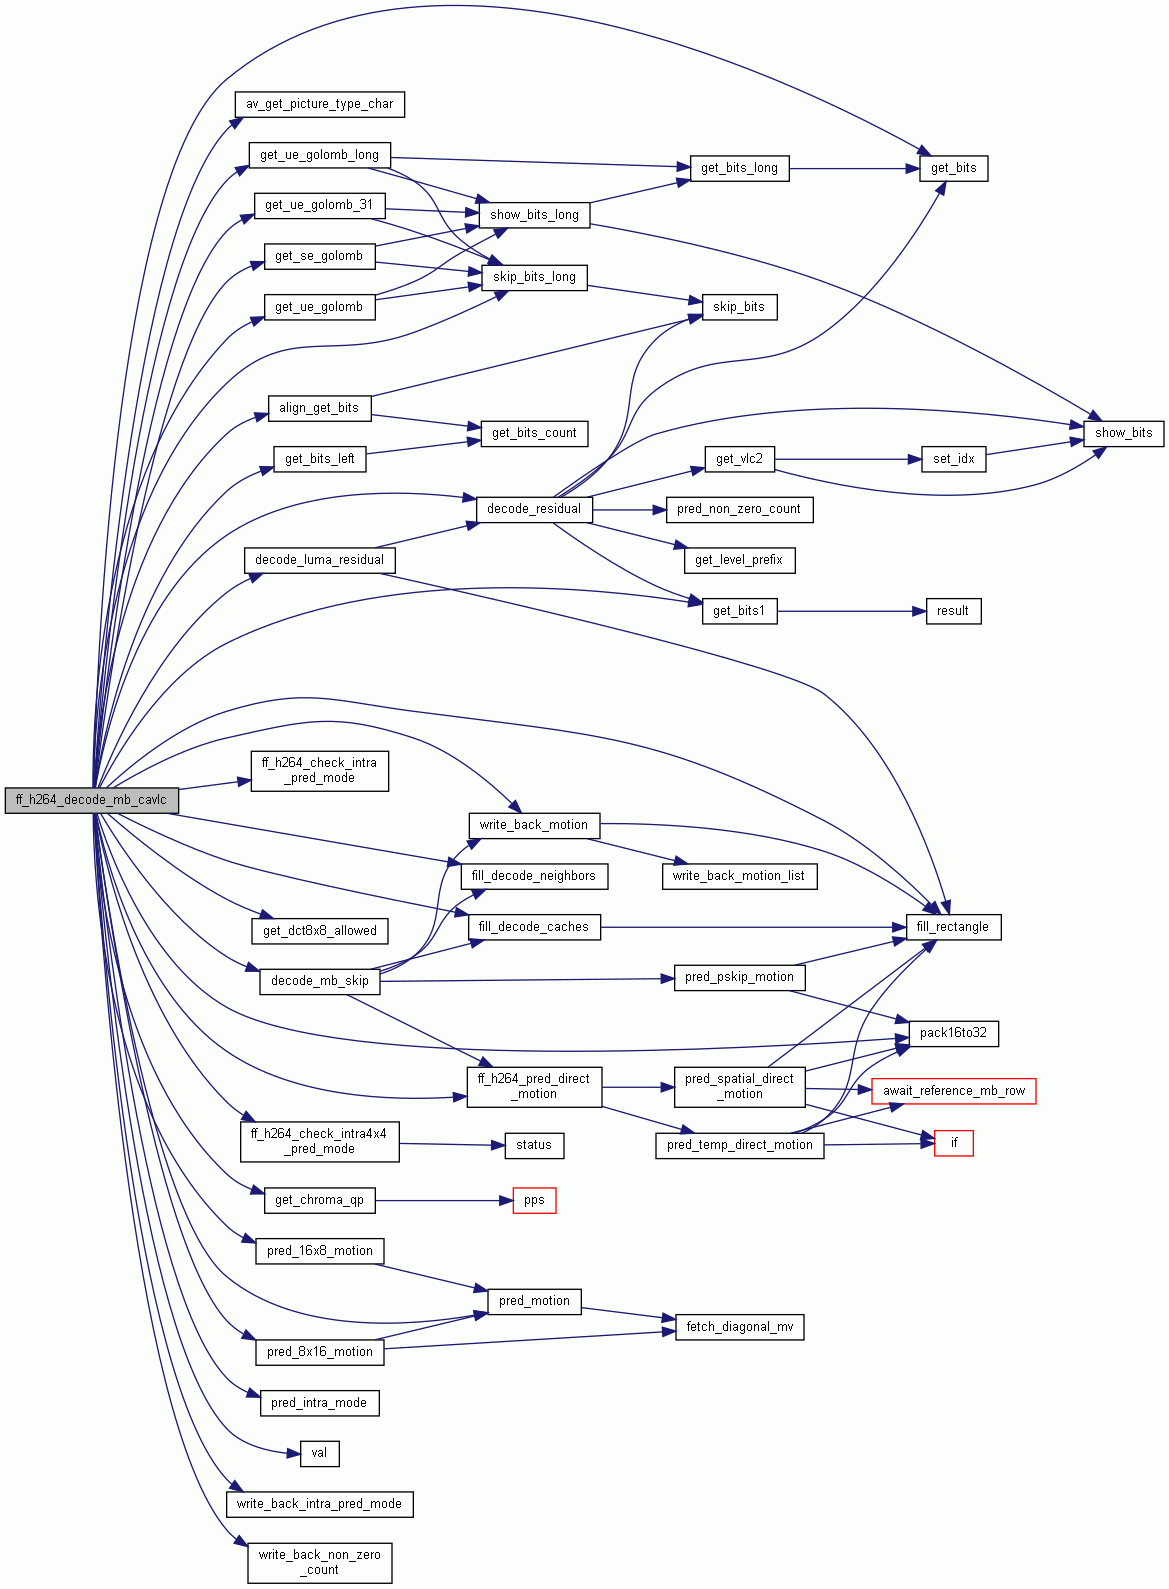 av_get_picture_type_char
get_ue_golomb_long
get_bits_long
get_bits
get_ue_golomb_31
show_bits_long
get_se_golomb
skip_bits_long
get_ue_golomb
skip_bits
align_get_bits
get_bits_count
show_bits
get_bits_left
get_vlc2
set_idx
decode_residual
pred_non_zero_count
decode_luma_residual
get_level_prefix
get_bits1
result
ff_h264_check_intra
_pred_mode
ff_h264_decode_mb_cavlc
write_back_motion
fill_decode_neighbors
write_back_motion_list
get_dct8x8_allowed
fill_decode_caches
fill_rectangle
decode_mb_skip
pred_pskip_motion
pack16to32
ff_h264_pred_direct
_motion
pred_spatial_direct
_motion
await_reference_mb_row
ff_h264_check_intra4x4
_pred_mode
status
pred_temp_direct_motion
if
get_chroma_qp
pps
pred_16x8_motion
pred_motion
fetch_diagonal_mv
pred_8x16_motion
pred_intra_mode
val
write_back_intra_pred_mode
write_back_non_zero
_count